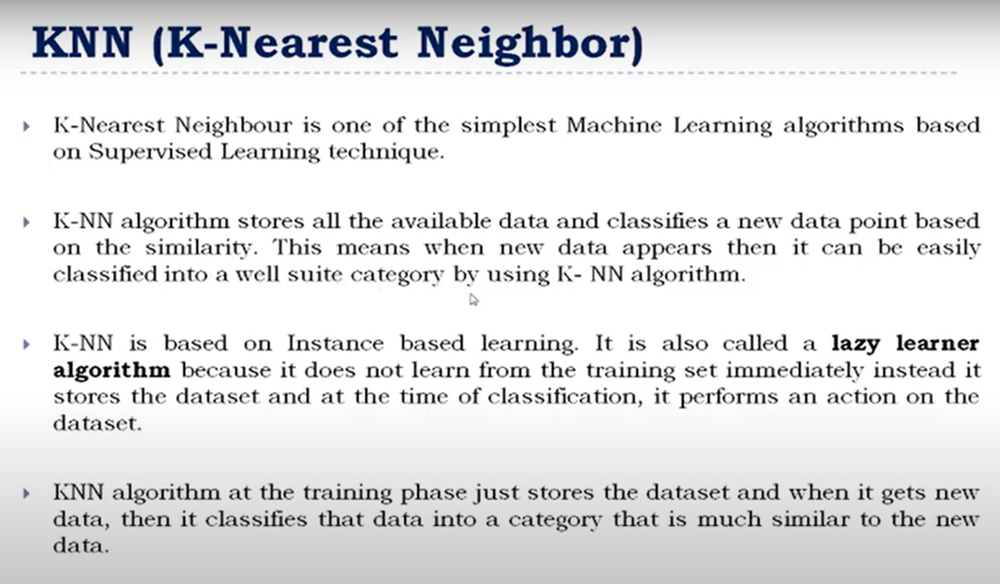 KNN (K-Nearest Neighbor)
K-Nearest Neighbour is one of the simplest Machine Learning algorithms based
on Supervised Learning technique.
K-NN algorithm stores all the available data and classifies a new data point based
on the similarity. This means when new data appears then it can be easily
classified into a well suite category by using K- NN algorithm.
K-NN is based on Instance based learning. It is also called a lazy learner
algorithm because it does not learn from the training set immediately instead it
stores the dataset and at the time of classification, it performs an action on the
dataset.
KNN algorithm at the training phase just stores the dataset and when it gets new
data, then it classifies that data into a category that is much similar to the new
data.